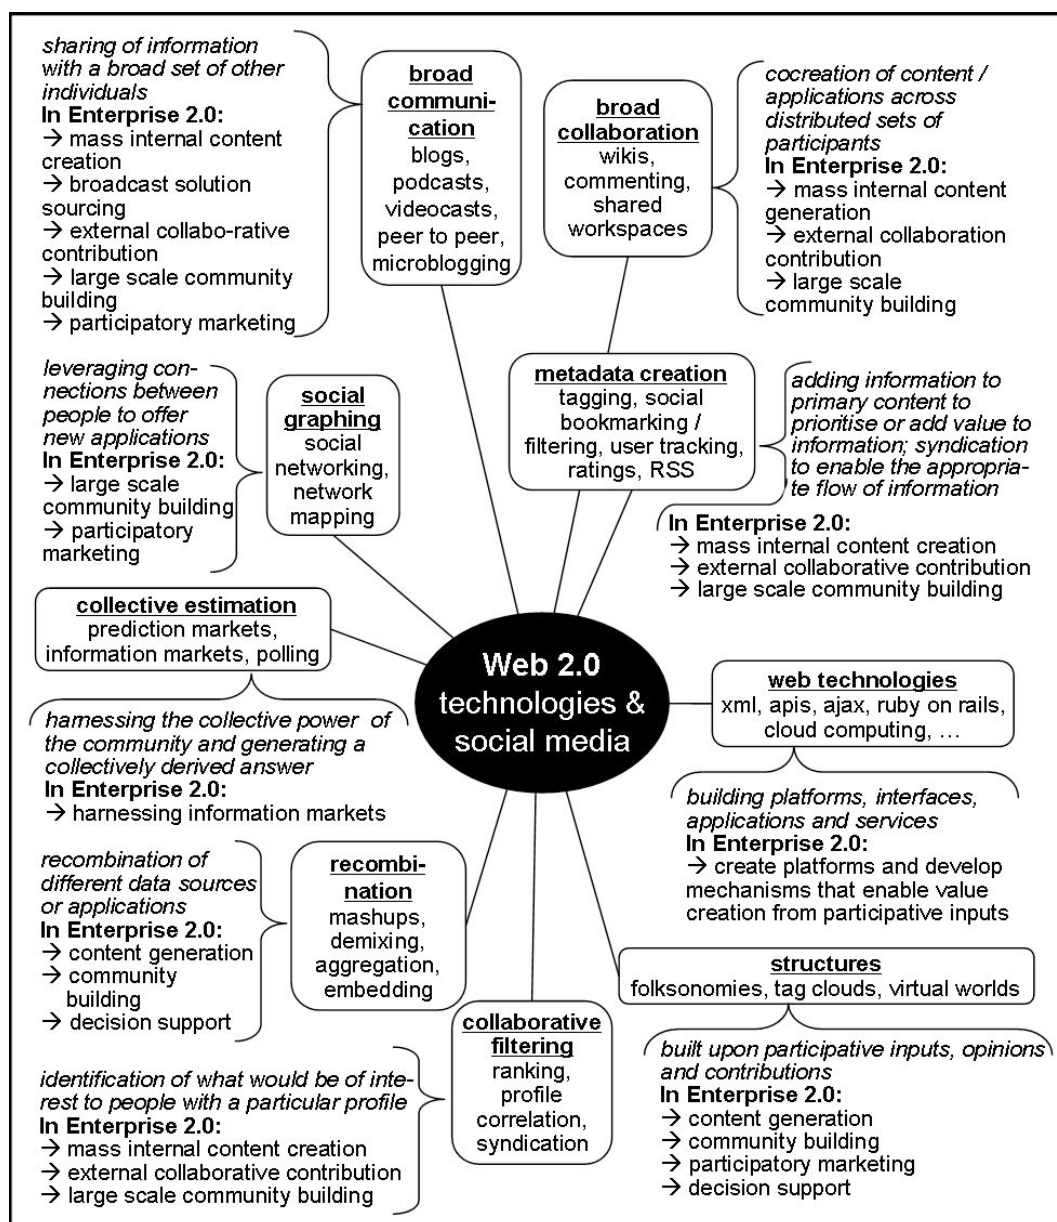 sharing of information
with a broad set of other
individuals
In Enterprise 2.0:
→ mass internal content
creation
→ broadcast solution
sourcing
→ external collabo-rative
contribution
→ large scale community
building
→ participatory marketing
broad
communi-
cation
blogs,
podcasts,
videocasts,
peer to peer,
microblogging
broad
collaboration
wikis,
commenting,
shared
workspaces
cocreation of content /
applications across
distributed sets of
participants
In Enterprise 2.0:
→ mass internal content
generation
→ external collaboration
contribution
→ large scale
community building
leveraging con-
nections between
people to offer
new applications
In Enterprise 2.0:
→ large scale
community building
→ participatory
marketing
social
graphing
social
networking,
network
mapping
metadata creation
tagging, social
bookmarking /
filtering, user tracking,
ratings, RSS
adding information to
primary content to
prioritise or add value to
information; syndication
to enable the appropria-
te flow of information
In Enterprise 2.0:
→ mass internal content creation
→ external collaborative contribution
→ large scale community building
collective estimation
prediction markets,
information markets, polling
harnessing the collective power of
the community and generating a
collectively derived answer
In Enterprise 2.0:
→ harnessing information markets
Web 2.0
technologies &
social media
web technologies
xml, apis, ajax, ruby on rails,
cloud computing, …
building platforms, interfaces,
applications and services
In Enterprise 2.0:
→ create platforms and develop
mechanisms that enable value
creation from participative inputs
recombination of
different data sources
or applications
In Enterprise 2.0:
→ content generation
→ community
building
→ decision support
recombi-
nation
mashups,
demixing,
aggregation,
embedding
structures
folksonomies, tag clouds, virtual worlds
built upon participative inputs, opinions
and contributions
In Enterprise 2.0:
→ content generation
→ community building
→ participatory marketing
→ decision support
identification of what would be of inte-
rest to people with a particular profile
In Enterprise 2.0:
→ mass internal content creation
→ external collaborative contribution
→ large scale community building
collaborative
filtering
ranking,
profile
correlation,
syndication